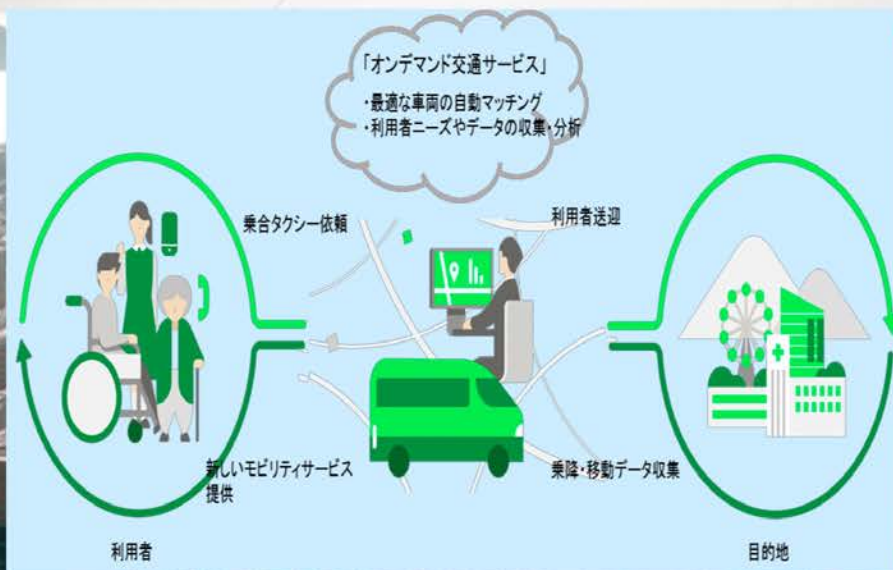 「オンデマンド交通サービス」
・最適な車両の自動マッチング
・利用者ニーズやデータの収集・分析
乗合タクシー依頼
利用者送迎
新しいモビリティサービス
提供
乗降・移動データ収集
利用者
目的地